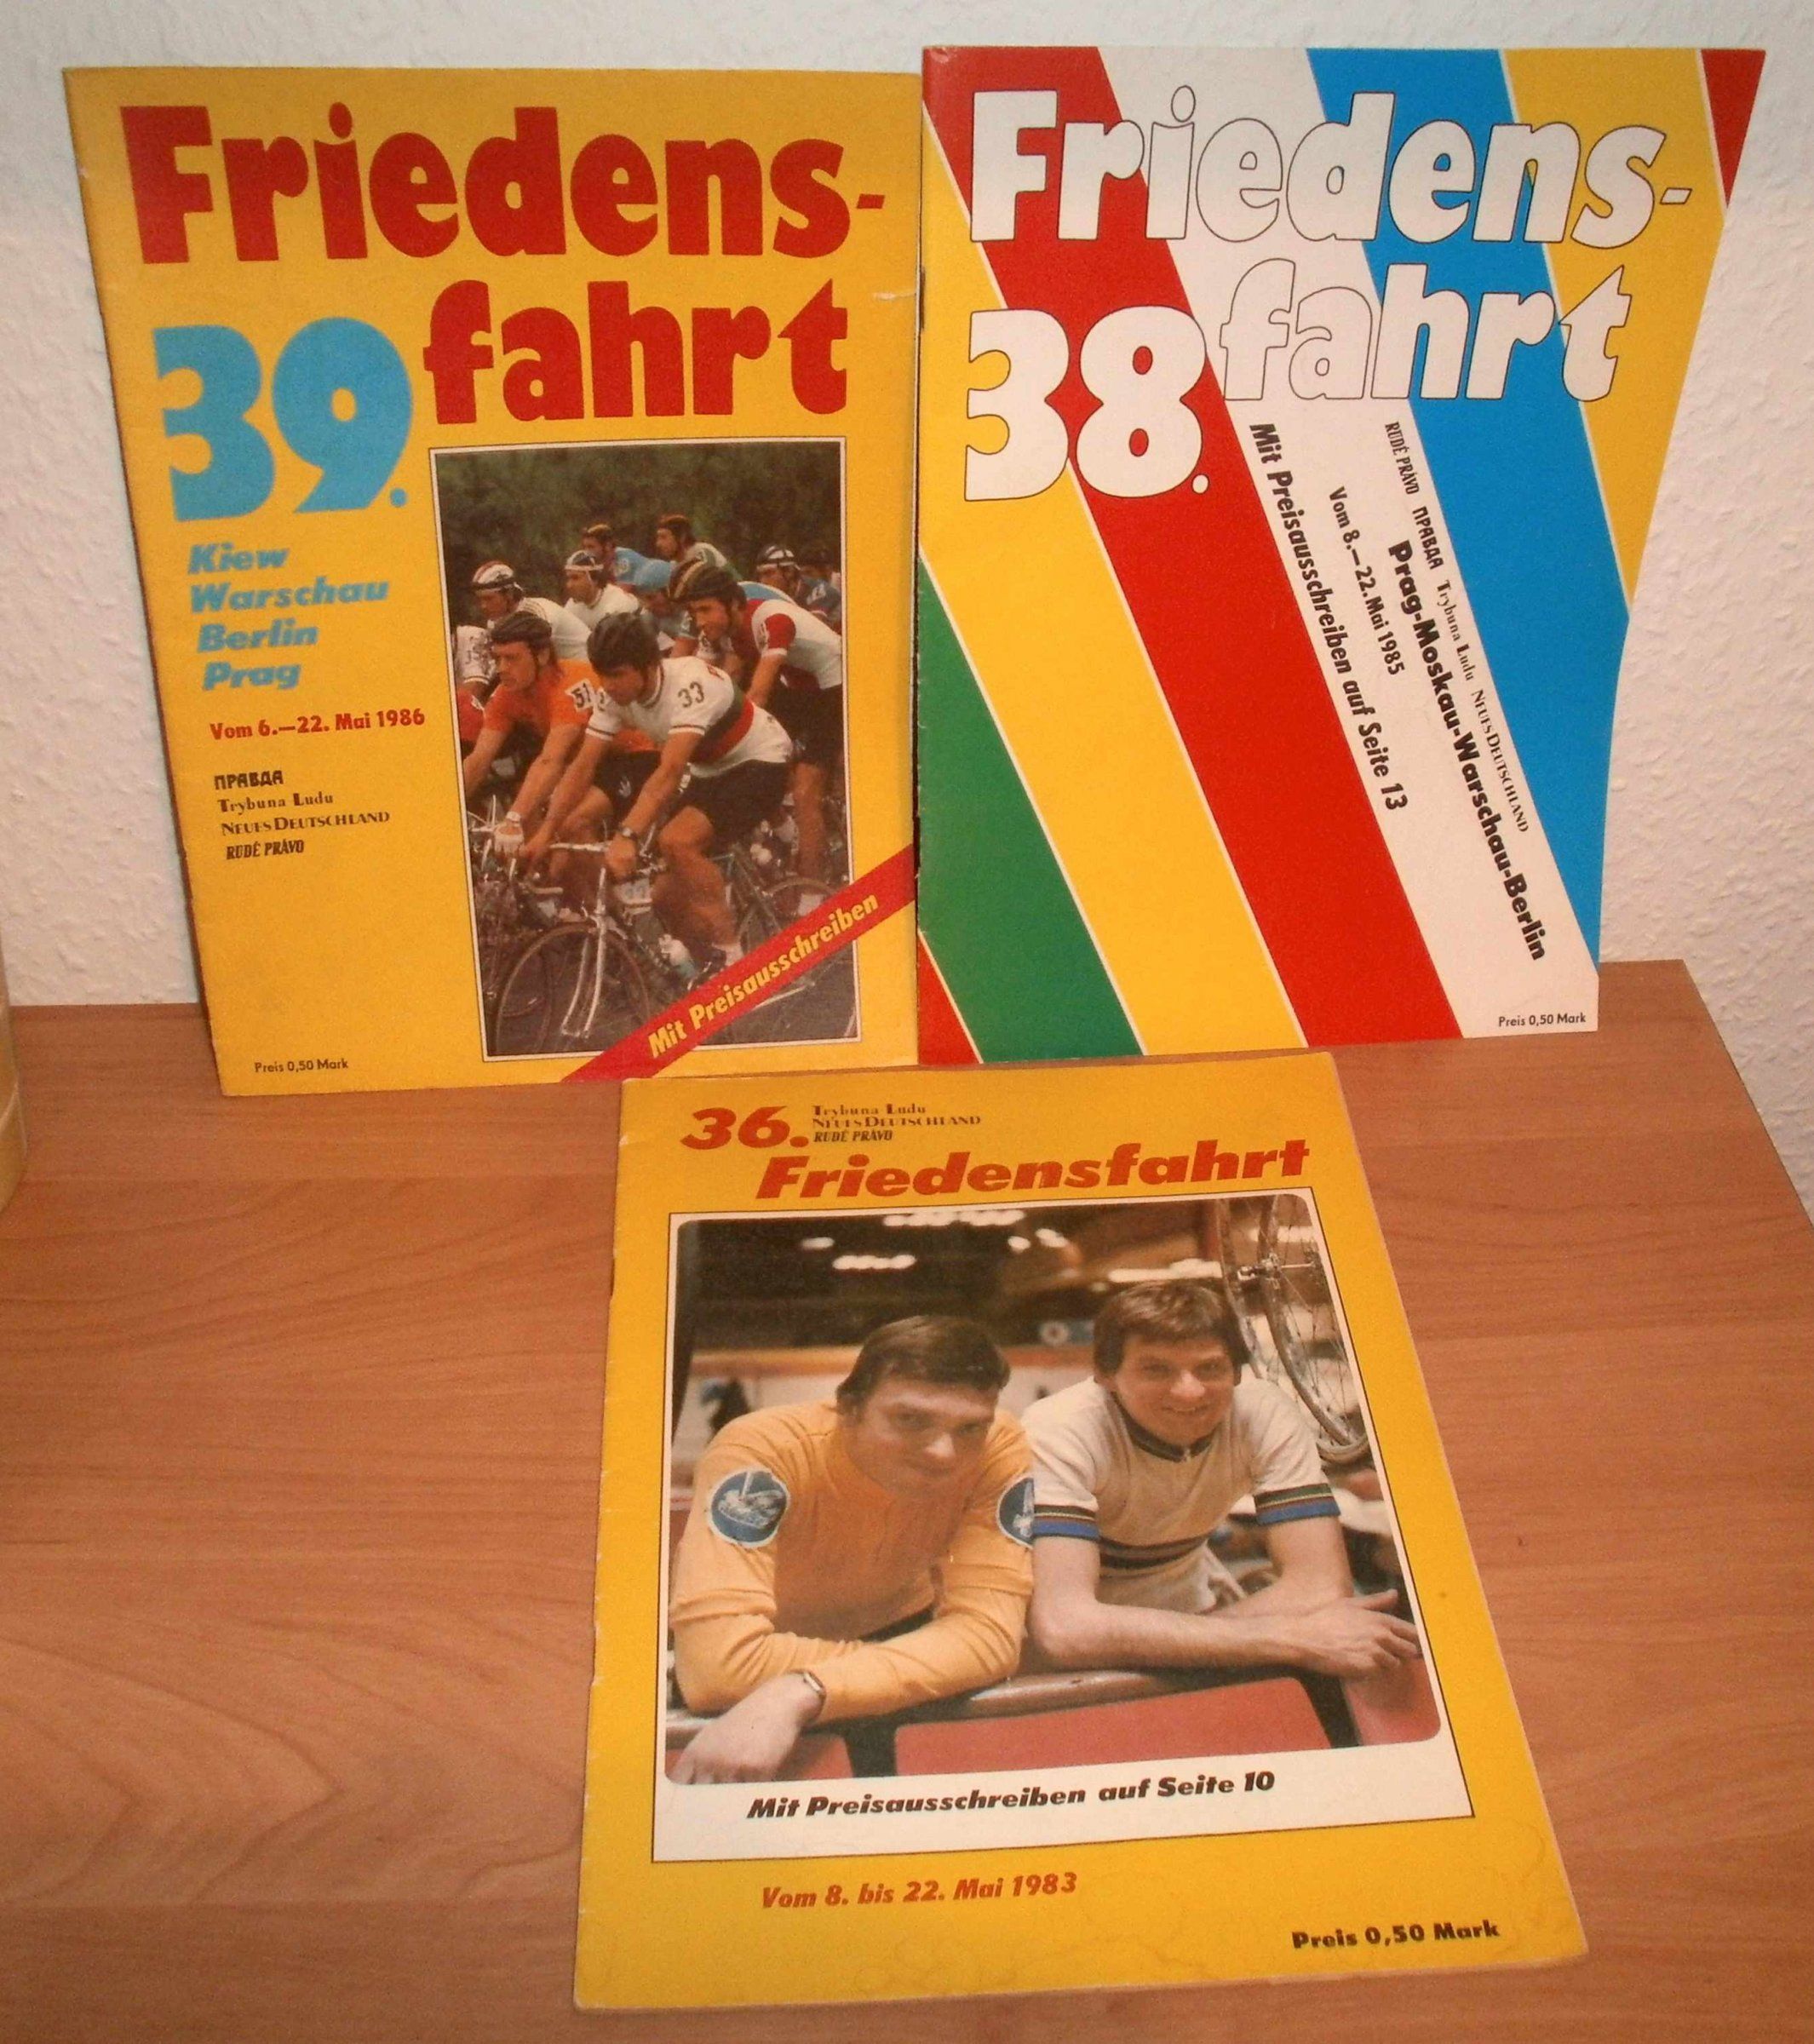 Friedens-
39. fahrt
Kiew
Warschau
Berlin
Prag
Vom 6.—22. Mai 1986
ПРАВДА
Trybuna Ludu
NEUES DEUTSCHLAND
RUDÉ PRÁVO
51
33
Mit Preisausschreiben
Preis 0,50 Mark
Friedens-
38. fahrt
RUDÉ PRÁVO ПРАВДА Trybuna Ludu NEUES DEUTSCHLAND
Prag-Moskau-Warschau-Berlin
Vom 8.—22. Mai 1985
Mit Preisausschreiben auf Seite 13
Preis 0,50 Mark
36.
Trybuna Ludu
NEUES DEUTSCHLAND
RUDÉ PRÁVO
Friedensfahrt
Mit Preisausschreiben auf Seite 10
Vom 8. bis 22. Mai 1983
Preis 0,50 Mark